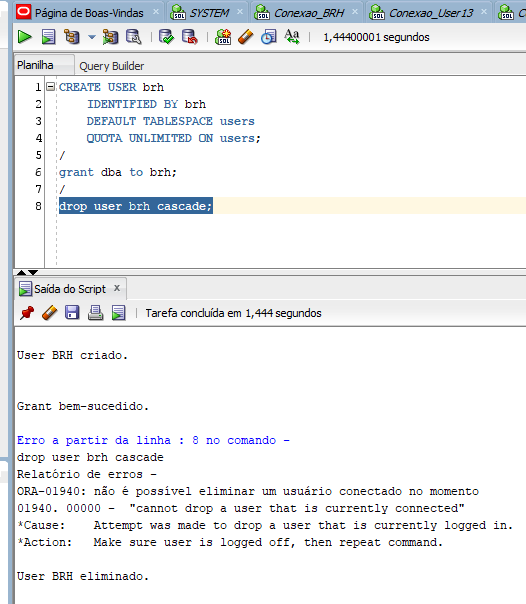 Página de Boas-Vindas SYSTEM Conexao_BRH Conexao_User13
1,44400001 segundos
Planilha Query Builder
1 CREATE USER brh
2 IDENTIFIED BY brh
3 DEFAULT TABLESPACE users
4 QUOTA UNLIMITED ON users;
5 /
6 grant dba to brh;
7 /
8 drop user brh cascade;
Saída do Script x
Tarefa concluída em 1,444 segundos
User BRH criado.
Grant bem-sucedido.
Erro a partir da linha : 8 no comando -
drop user brh cascade
Relatório de erros -
ORA-01940: não é possível eliminar um usuário conectado no momento
01940. 00000 -  "cannot drop a user that is currently connected"
*Cause:    Attempt was made to drop a user that is currently logged in.
*Action:   Make sure user is logged off, then repeat command.
User BRH eliminado.